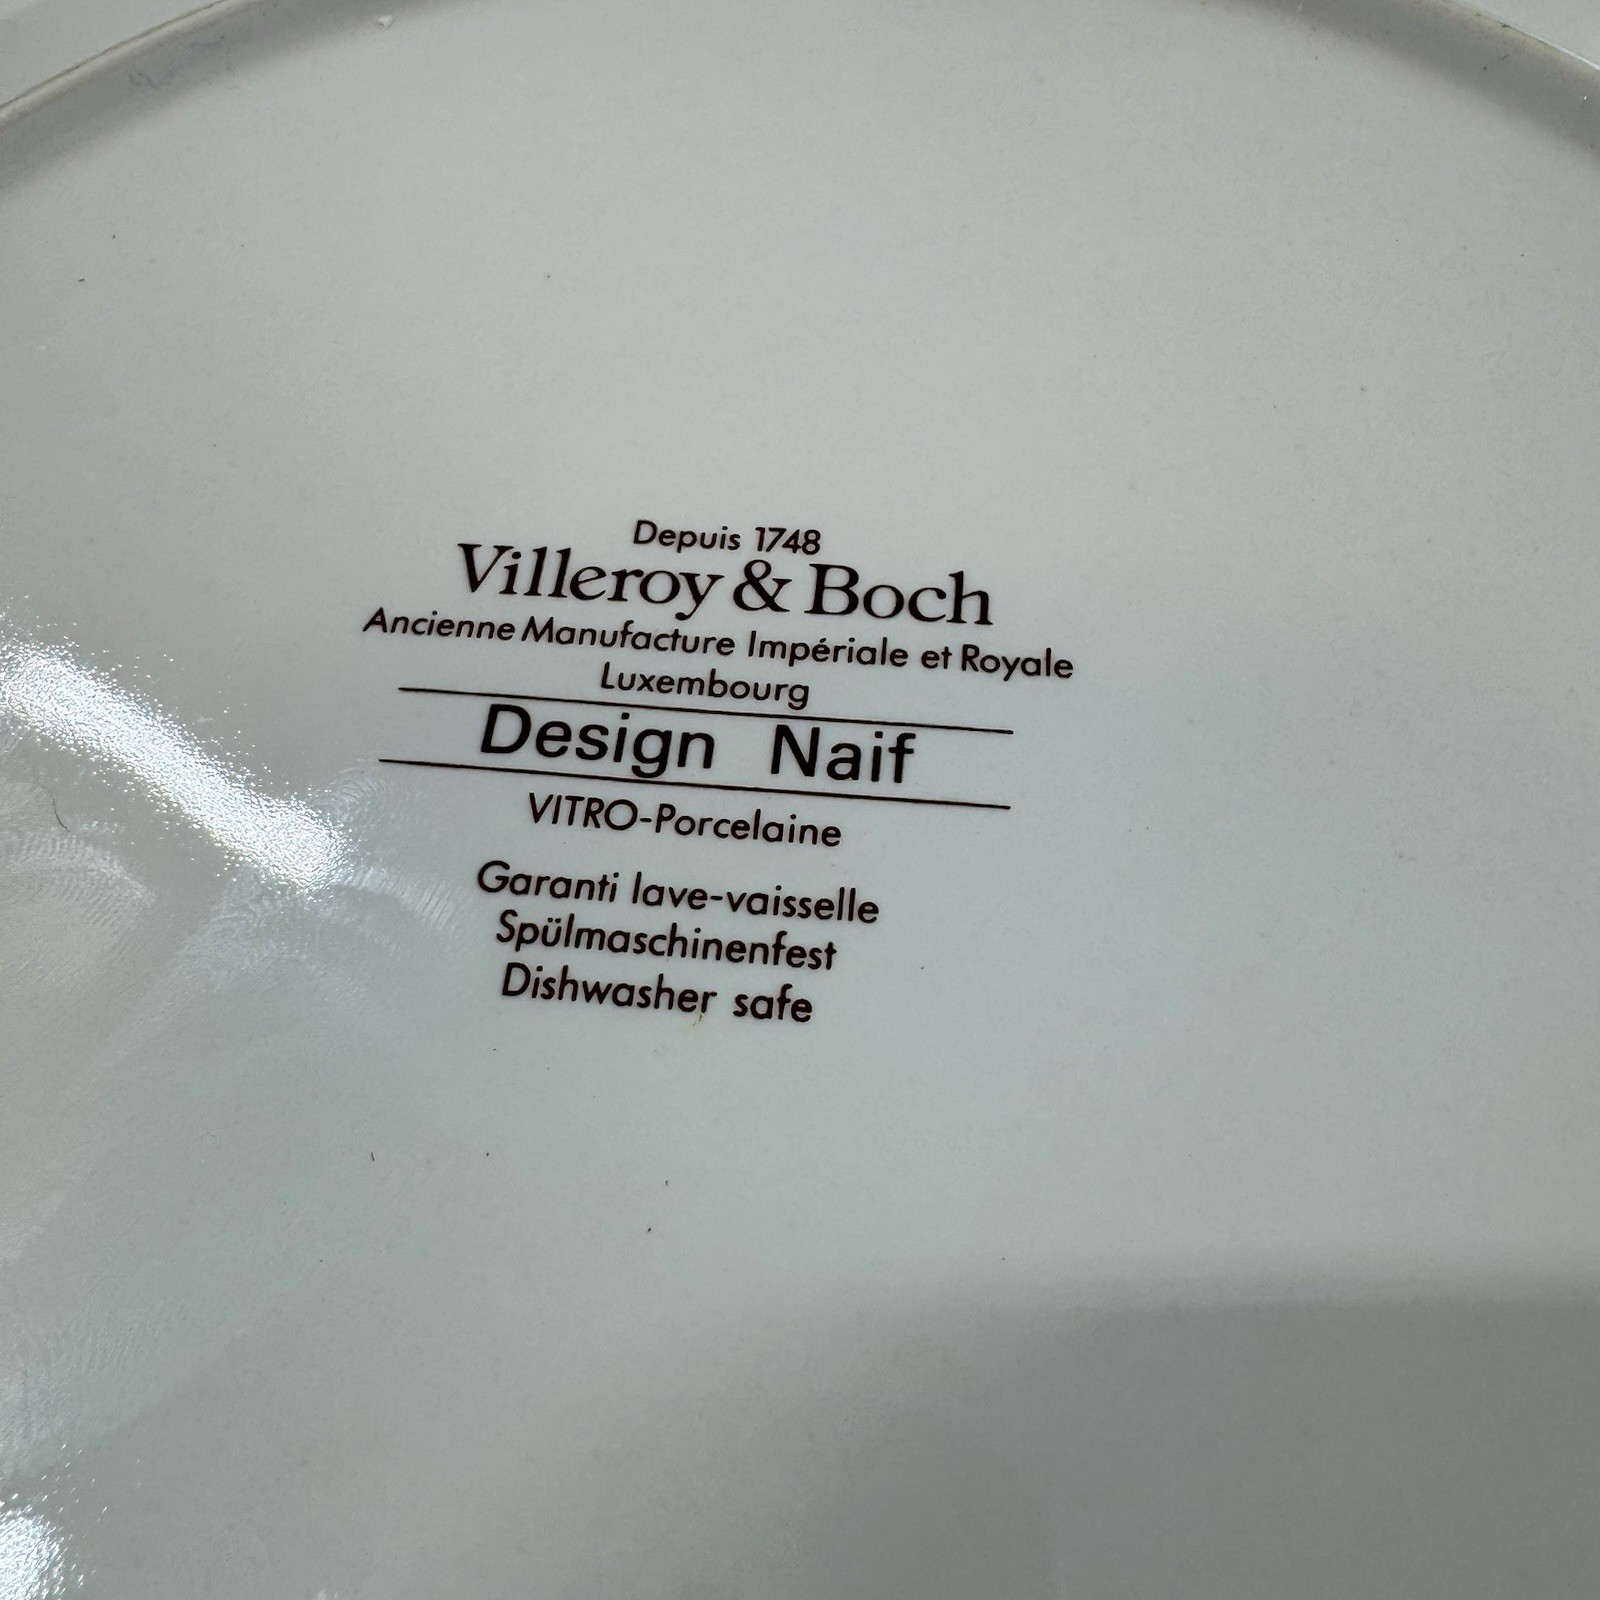 Depuis 1748
Villeroy & Boch
Ancienne Manufacture Impériale et Royale
Luxembourg
Design Naif
VITRO-Porcelaine
Garanti lave-vaisselle
Spülmaschinenfest
Dishwasher safe